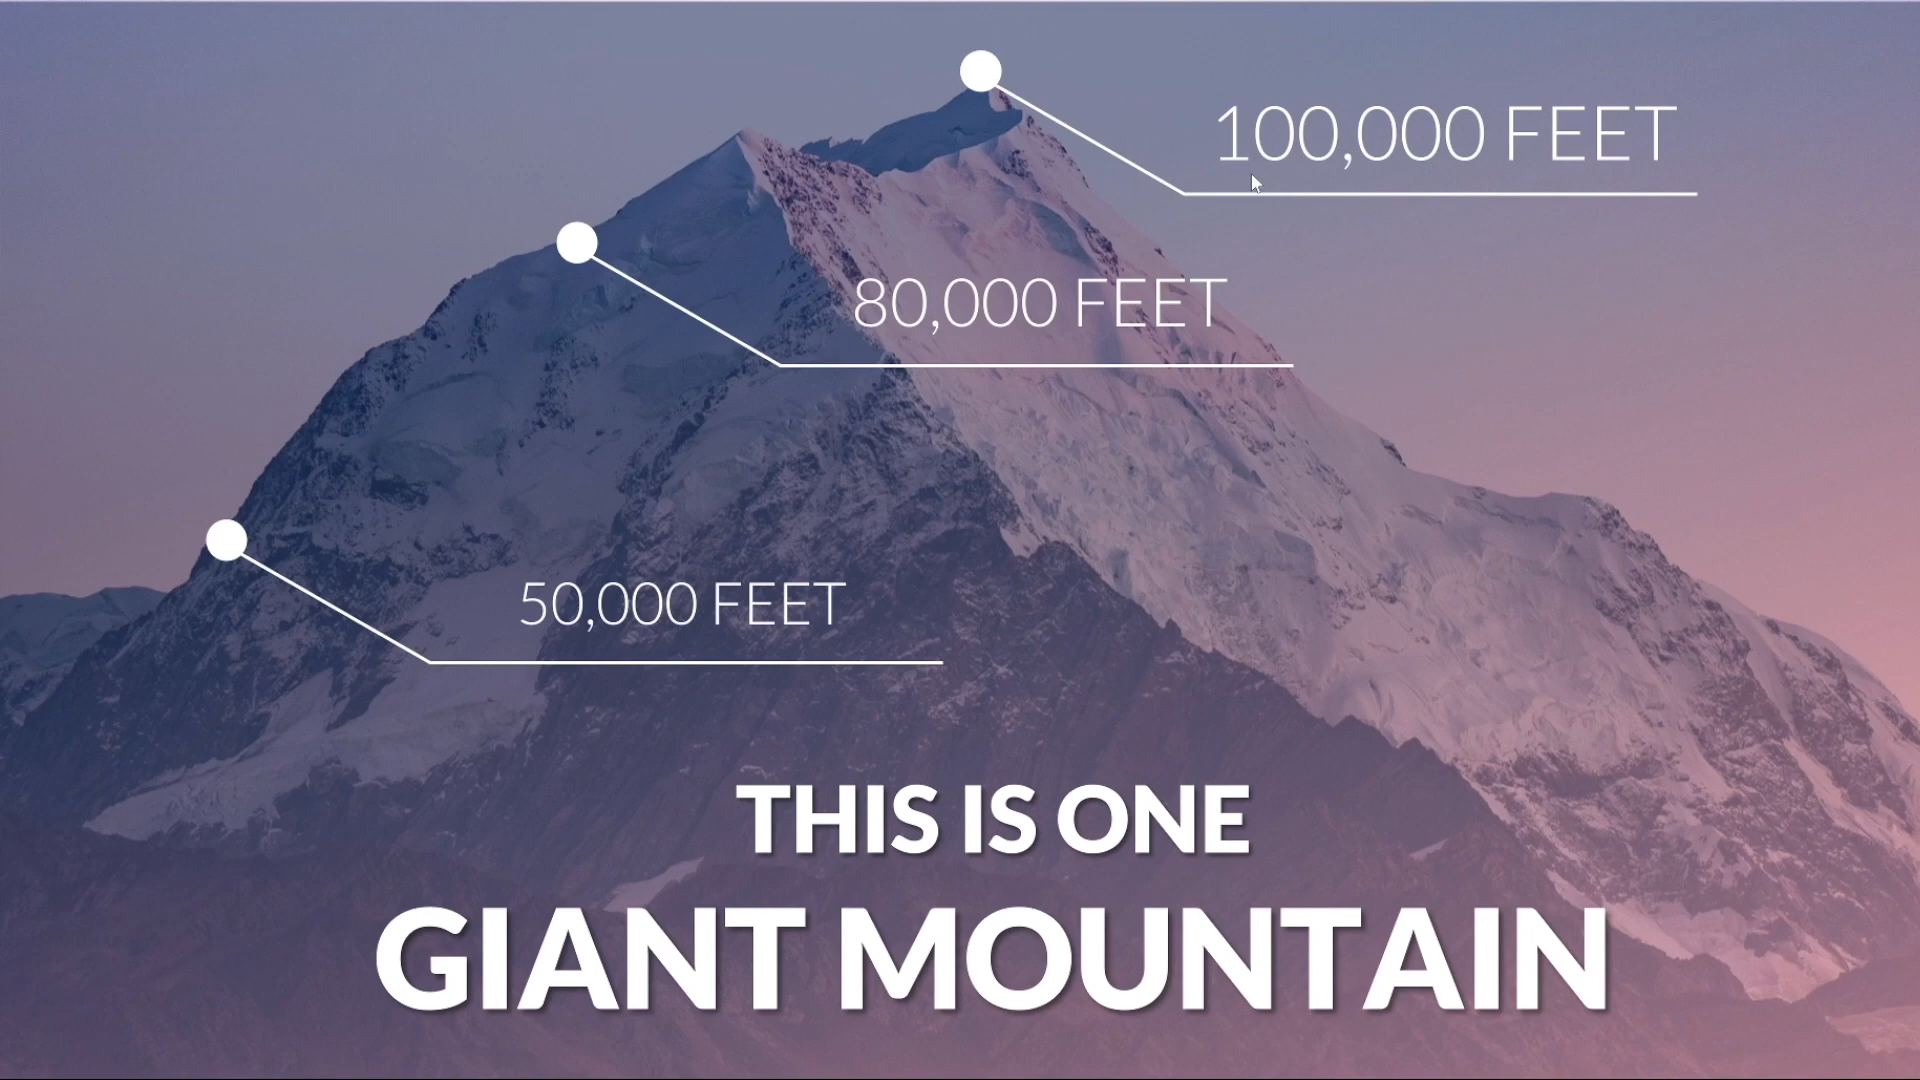 100,000 FEET
80,000 FEET
50,000 FEET
THIS IS ONE
GIANT MOUNTAIN